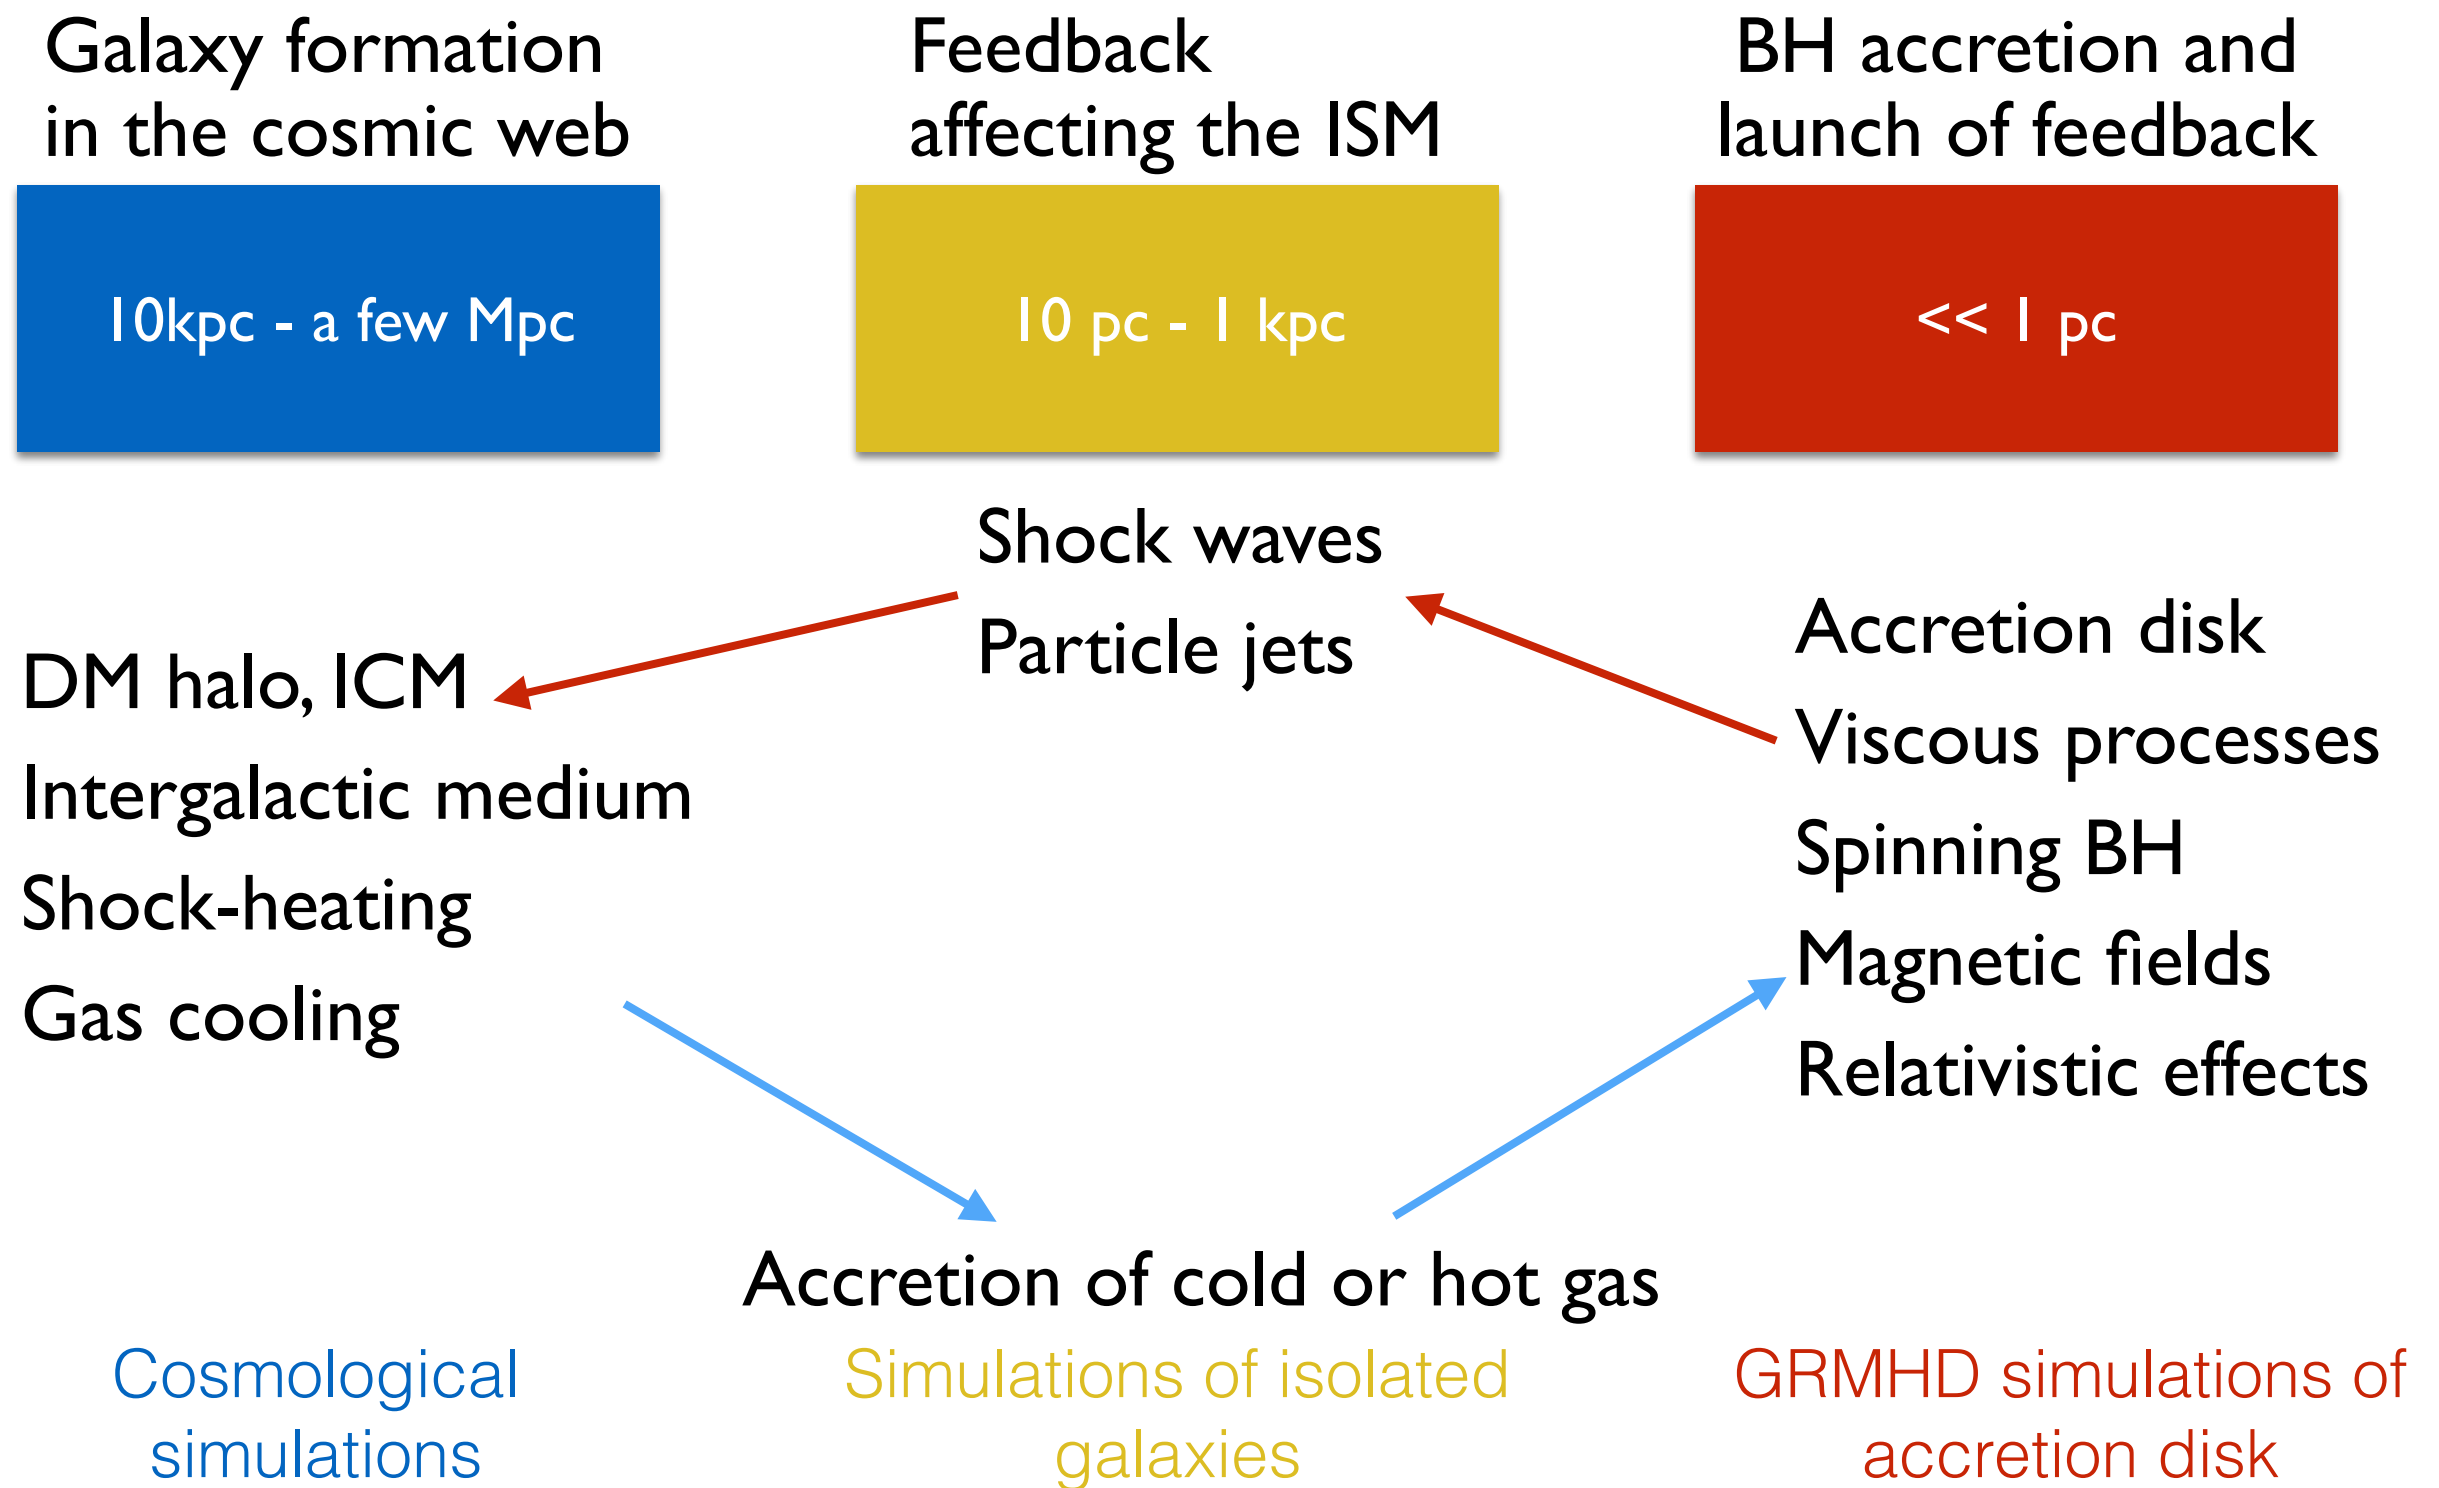 Galaxy formation
in the cosmic web
Feedback
affecting the ISM
BH accretion and
launch of feedback
10kpc - a few Mpc
10 pc - 1 kpc
<< 1 pc
Shock waves
Particle jets
DM halo, ICM
Intergalactic medium
Shock-heating
Gas cooling
Accretion disk
Viscous processes
Spinning BH
Magnetic fields
Relativistic effects
Accretion of cold or hot gas
Cosmological
simulations
Simulations of isolated
galaxies
GRMHD simulations of
accretion disk